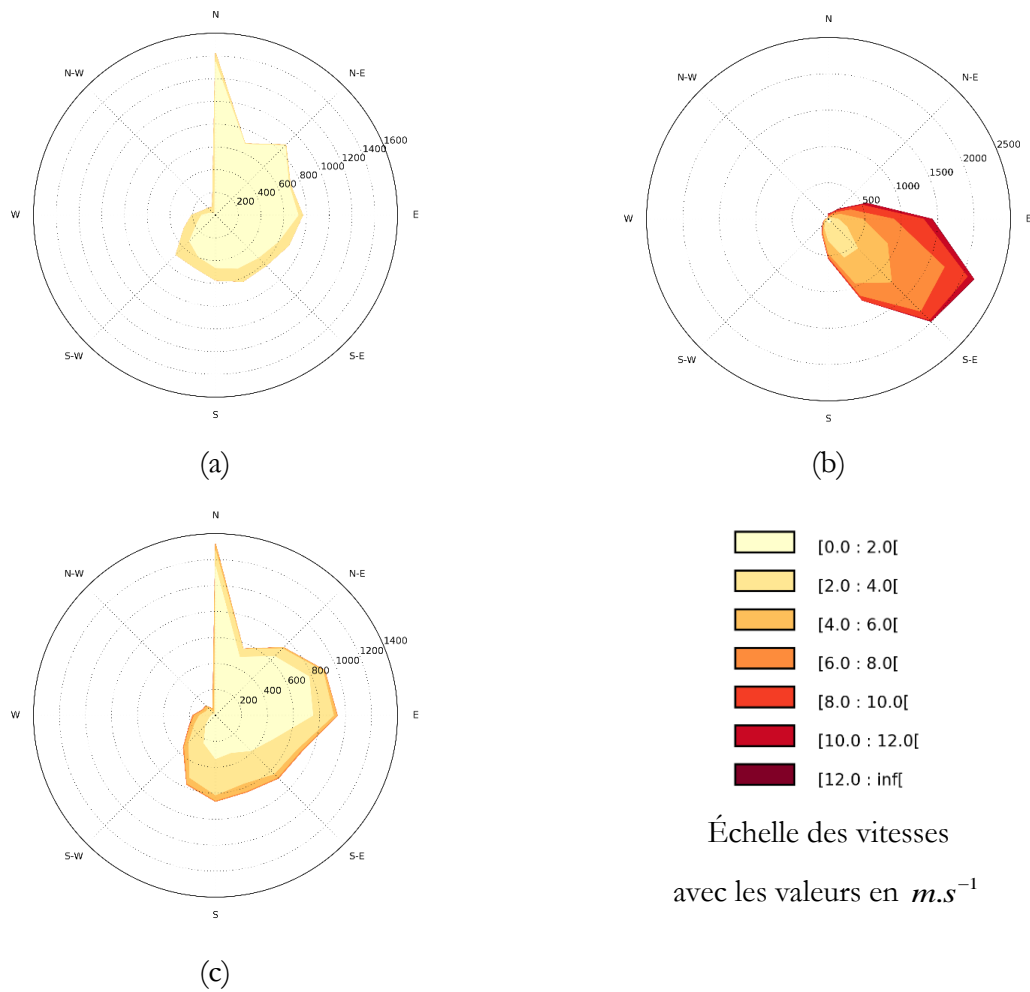 N
N-W
N-E
1600
1400
1200
1000
800
600
400
200
W
E
S-W
S-E
S
(a)
N
N-W
N-E
2500
2000
1500
1000
500
W
E
S-W
S-E
S
(b)
N
N-W
N-E
1400
1200
1000
800
600
400
200
W
E
S-W
S-E
S
(c)
[0.0 : 2.0[
[2.0 : 4.0[
[4.0 : 6.0[
[6.0 : 8.0[
[8.0 : 10.0[
[10.0 : 12.0[
[12.0 : inf[
Échelle des vitesses
avec les valeurs en m.s⁻¹